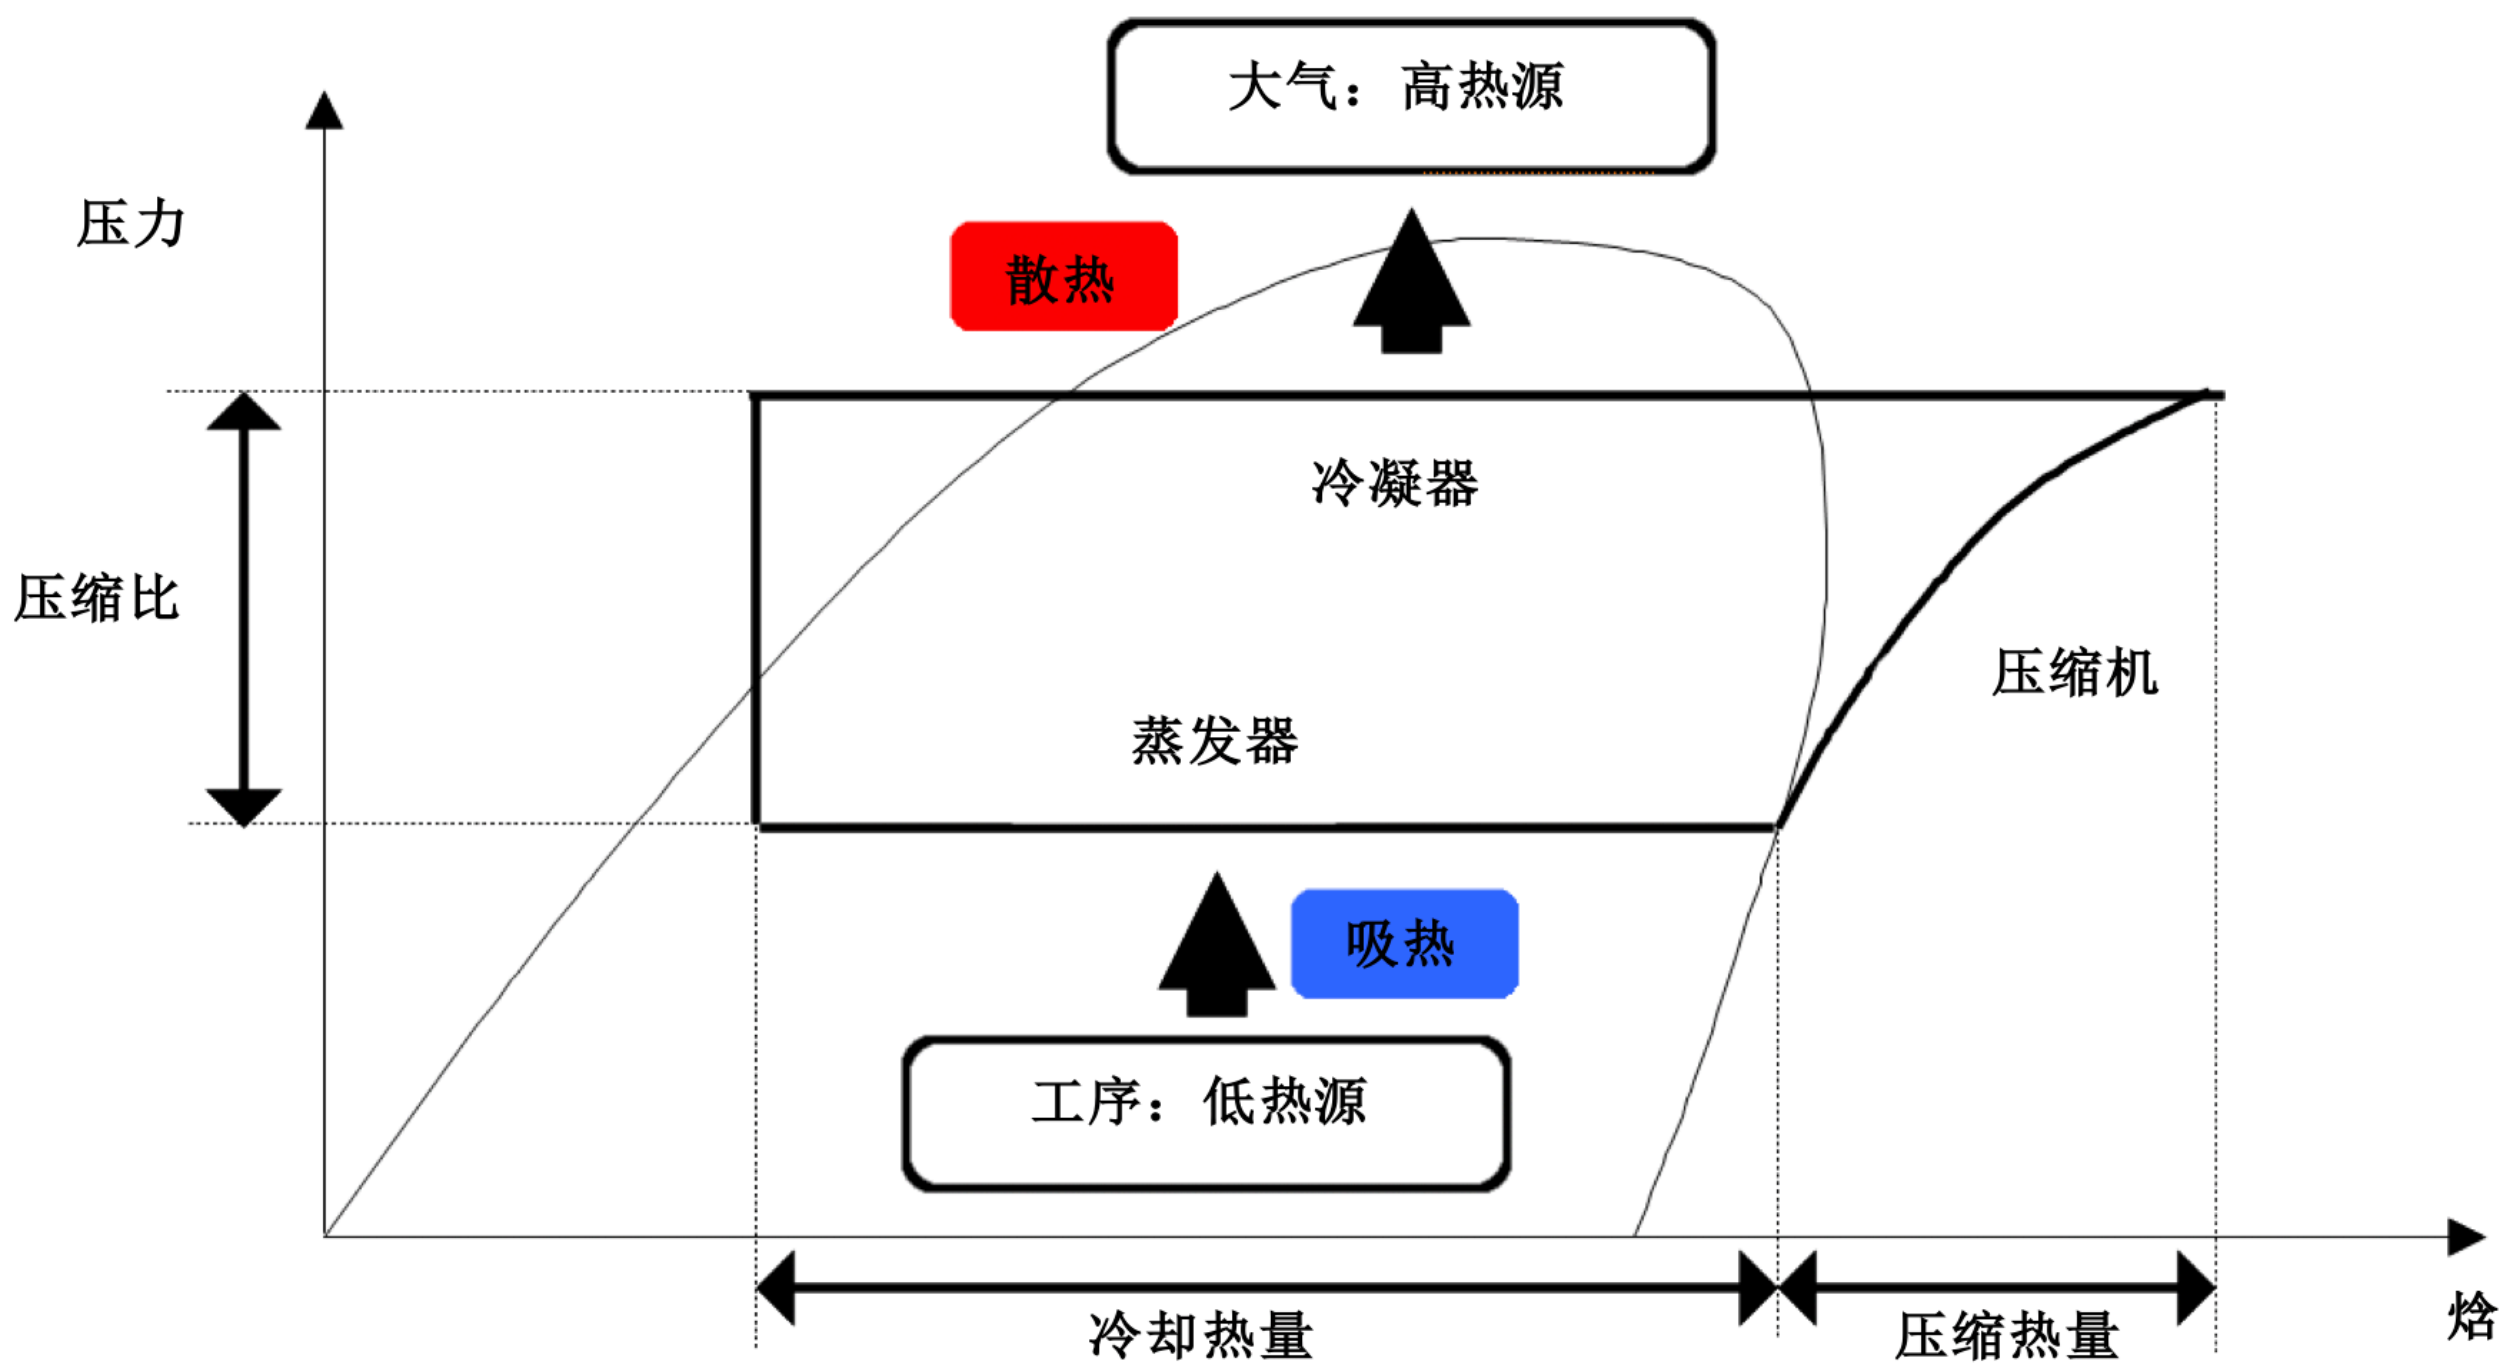 大气：高热源
压力
散热
冷凝器
压缩比
压缩机
蒸发器
吸热
工序：低热源
冷却热量
压缩热量
焓